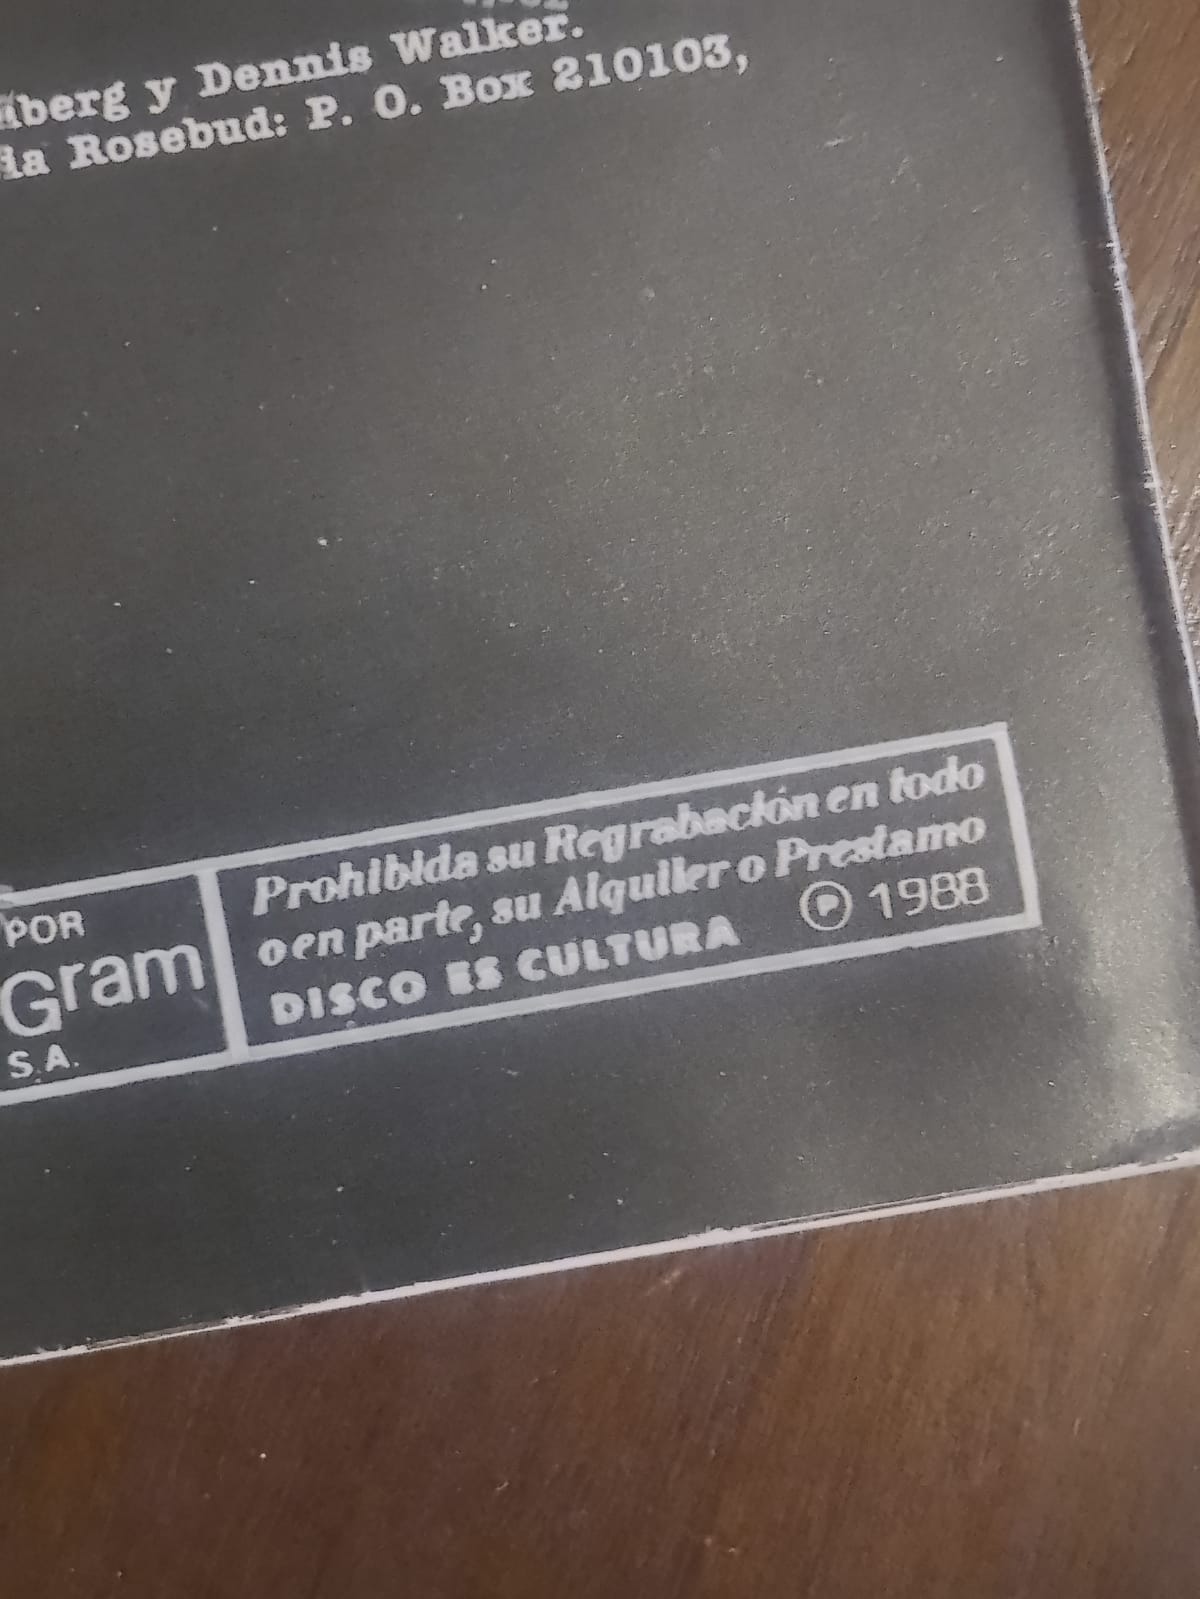 berg y Dennis Walker.
ia Rosebud: P. O. Box 210103,
POR
Gram
S.A.
Prohibida su Regrabación en todo
o en parte, su Alquiler o Prestamo
DISCO ES CULTURA Ⓟ 1988